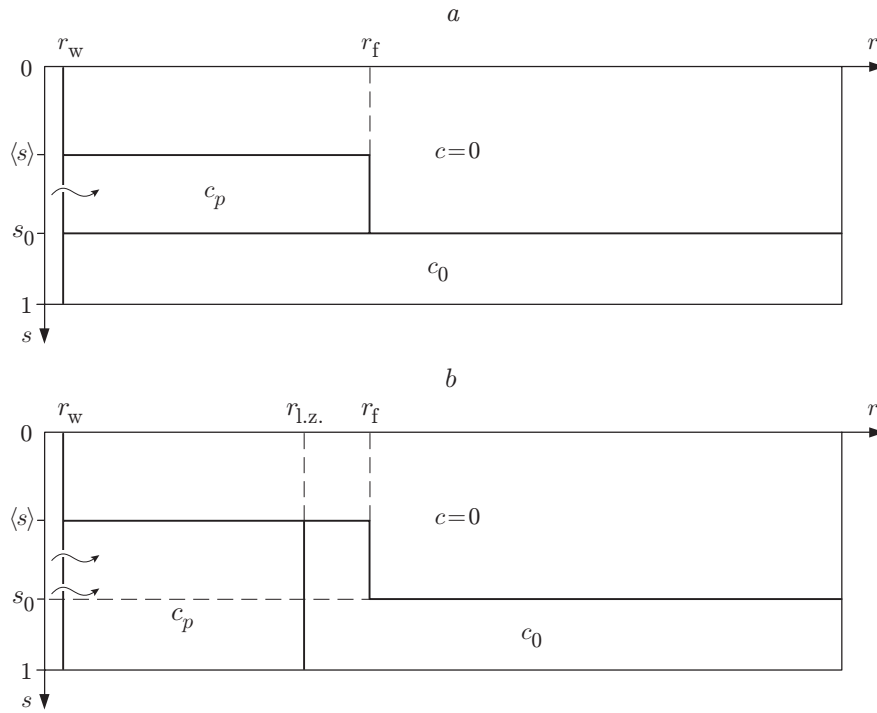 a
r_w r_f r
0
⟨s⟩ c=0
c_p
s_0
c_0
1
s
b
r_w r_l.z. r_f r
0
⟨s⟩ c=0
s_0
c_p c_0
1
s